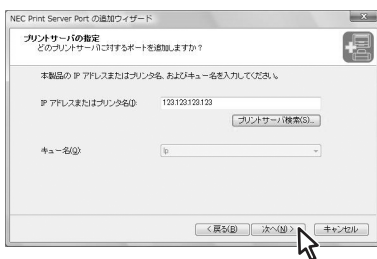 NEC Print Server Port の追加ウィザード
プリントサーバの指定
どのプリントサーバに対するポートを追加しますか?
本製品の IP アドレスまたはプリンタ名、およびキュー名を入力してください。
IP アドレスまたはプリンタ名(I):
123.123.123.123
プリントサーバ検索(S)...
キュー名(Q):
lp
< 戻る(B)
次へ(N) >
キャンセル